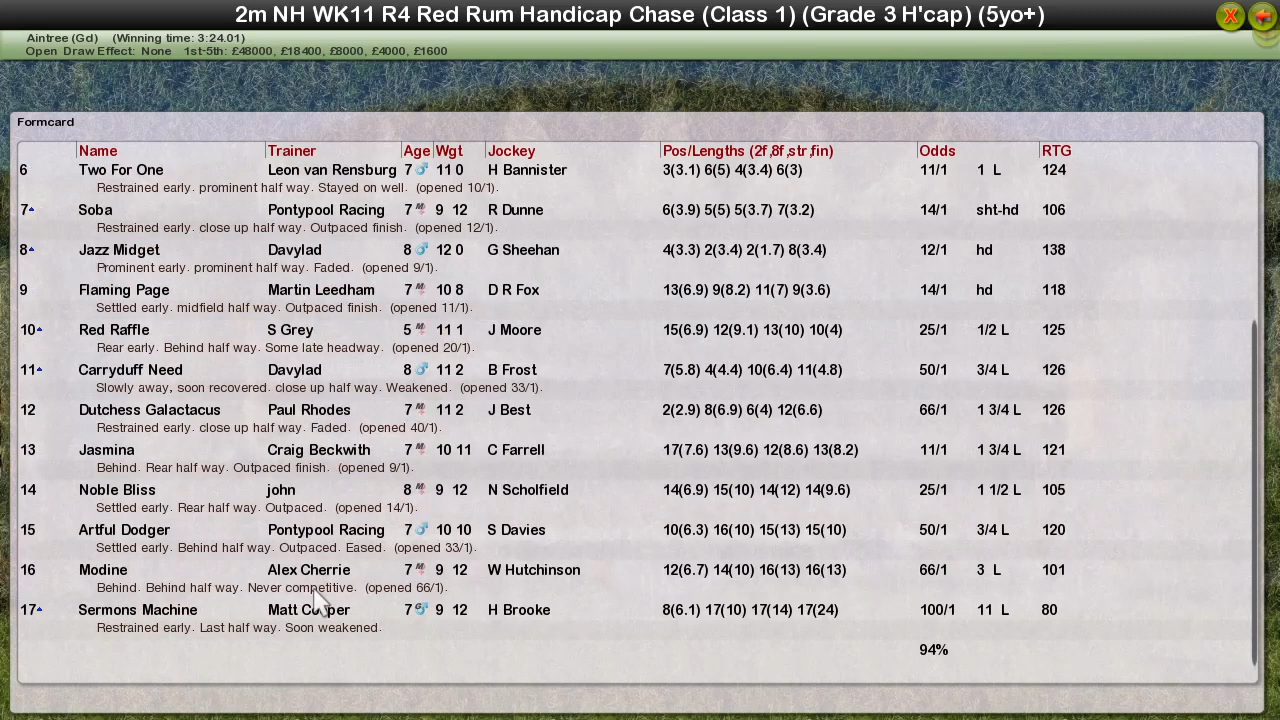 2m NH WK11 R4 Red Rum Handicap Chase (Class 1) (Grade 3 H'cap) (5yo+)
Aintree (Gd) (Winning time: 3:24.01)
Open Draw Effect: None 1st-5th: £48000, £18400, £8000, £4000, £1600
Formcard
Name Trainer Age Wgt Jockey Pos/Lengths (2f,8f,str,fin) Odds RTG
6 Two For One Leon van Rensburg 7 11 0 H Bannister 3(3.1) 6(5) 4(3.4) 6(3) 11/1 1 L 124
Restrained early. prominent half way. Stayed on well. (opened 10/1).
7 Soba Pontypool Racing 7 9 12 R Dunne 6(3.9) 5(5) 5(3.7) 7(3.2) 14/1 sht-hd 106
Restrained early. close up half way. Outpaced finish. (opened 12/1).
8 Jazz Midget Davylad 8 12 0 G Sheehan 4(3.3) 2(3.4) 2(1.7) 8(3.4) 12/1 hd 138
Prominent early. prominent half way. Faded. (opened 9/1).
9 Flaming Page Martin Leedham 7 10 8 D R Fox 13(6.9) 9(8.2) 11(7) 9(3.6) 14/1 hd 118
Settled early. midfield half way. Outpaced finish. (opened 11/1).
10 Red Raffle S Grey 5 11 1 J Moore 15(6.9) 12(9.1) 13(10) 10(4) 25/1 1/2 L 125
Rear early. Behind half way. Some late headway. (opened 20/1).
11 Carryduff Need Davylad 8 11 2 B Frost 7(5.8) 4(4.4) 10(6.4) 11(4.8) 50/1 3/4 L 126
Slowly away, soon recovered. close up half way. Weakened. (opened 33/1).
12 Dutchess Galactacus Paul Rhodes 7 11 2 J Best 2(2.9) 8(6.9) 6(4) 12(6.6) 66/1 1 3/4 L 126
Restrained early. close up half way. Faded. (opened 40/1).
13 Jasmina Craig Beckwith 7 10 11 C Farrell 17(7.6) 13(9.6) 12(8.6) 13(8.2) 11/1 1 3/4 L 121
Behind. Rear half way. Outpaced finish. (opened 9/1).
14 Noble Bliss john 8 9 12 N Scholfield 14(6.9) 15(10) 14(12) 14(9.6) 25/1 1 1/2 L 105
Settled early. Rear half way. Outpaced. (opened 14/1).
15 Artful Dodger Pontypool Racing 7 10 10 S Davies 10(6.3) 16(10) 15(13) 15(10) 50/1 3/4 L 120
Settled early. Behind half way. Outpaced. Eased. (opened 33/1).
16 Modine Alex Cherrie 7 9 12 W Hutchinson 12(6.7) 14(10) 16(13) 16(13) 66/1 3 L 101
Behind. Behind half way. Never competitive. (opened 66/1).
17 Sermons Machine Matt 7 9 12 H Brooke 8(6.1) 17(10) 17(14) 17(24) 100/1 11 L 80
Restrained early. Last half way. Soon weakened.
94%